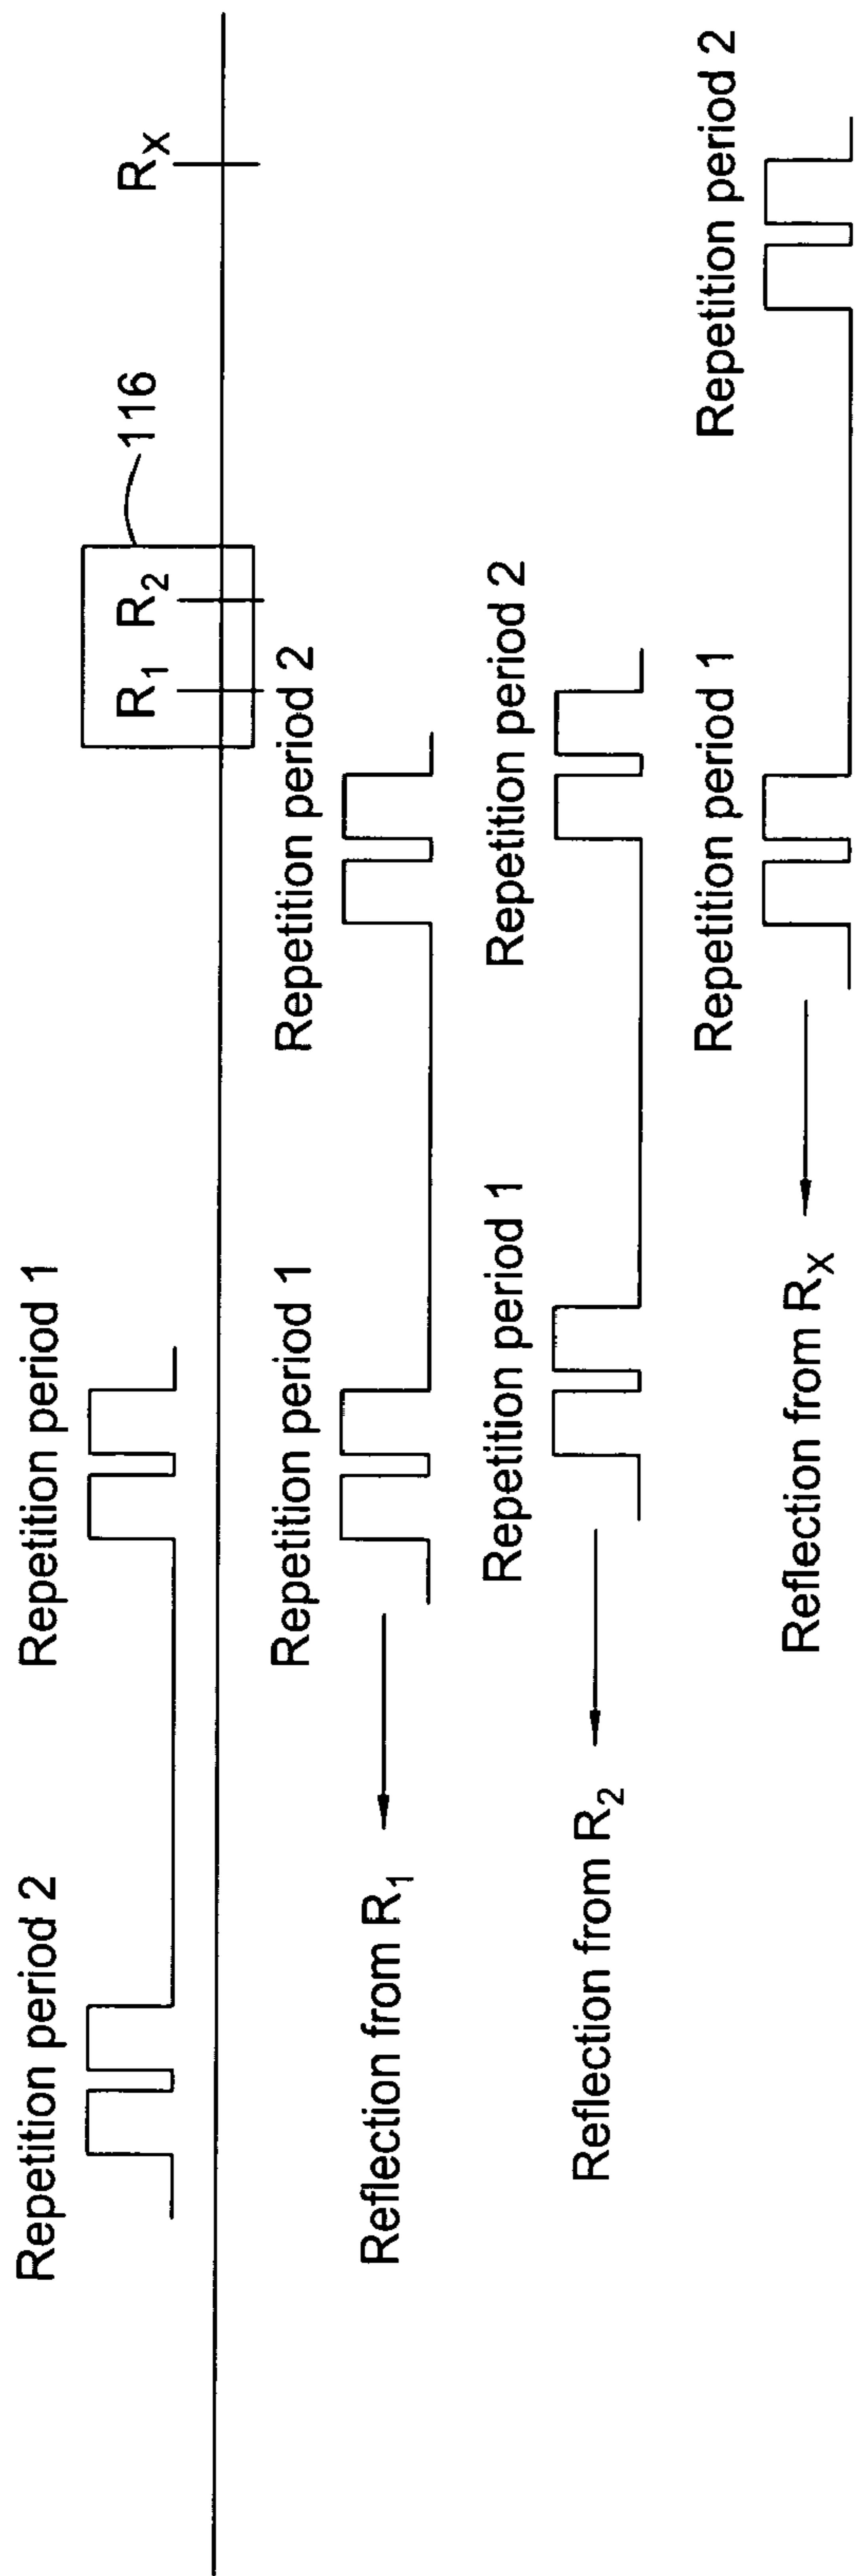 Repetition period 2
Repetition period 1
116
R1 R2
RX
Reflection from R1
Repetition period 1
Repetition period 2
Reflection from R2
Repetition period 1
Repetition period 2
Reflection from RX
Repetition period 1
Repetition period 2